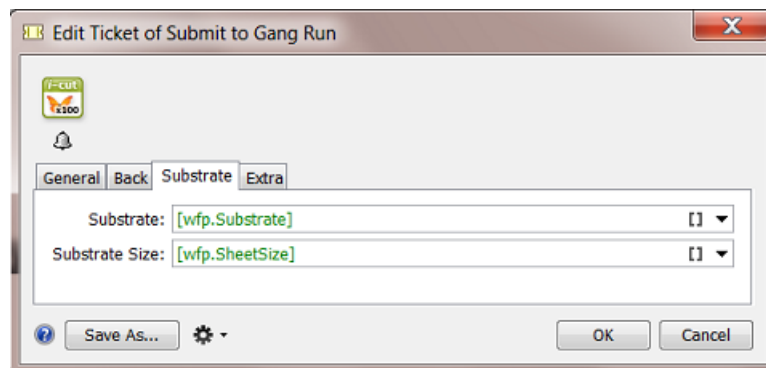 Edit Ticket of Submit to Gang Run
i-cut
x100
General Back Substrate Extra
Substrate: [wfp.Substrate] []
Substrate Size: [wfp.SheetSize] []
? Save As... OK Cancel